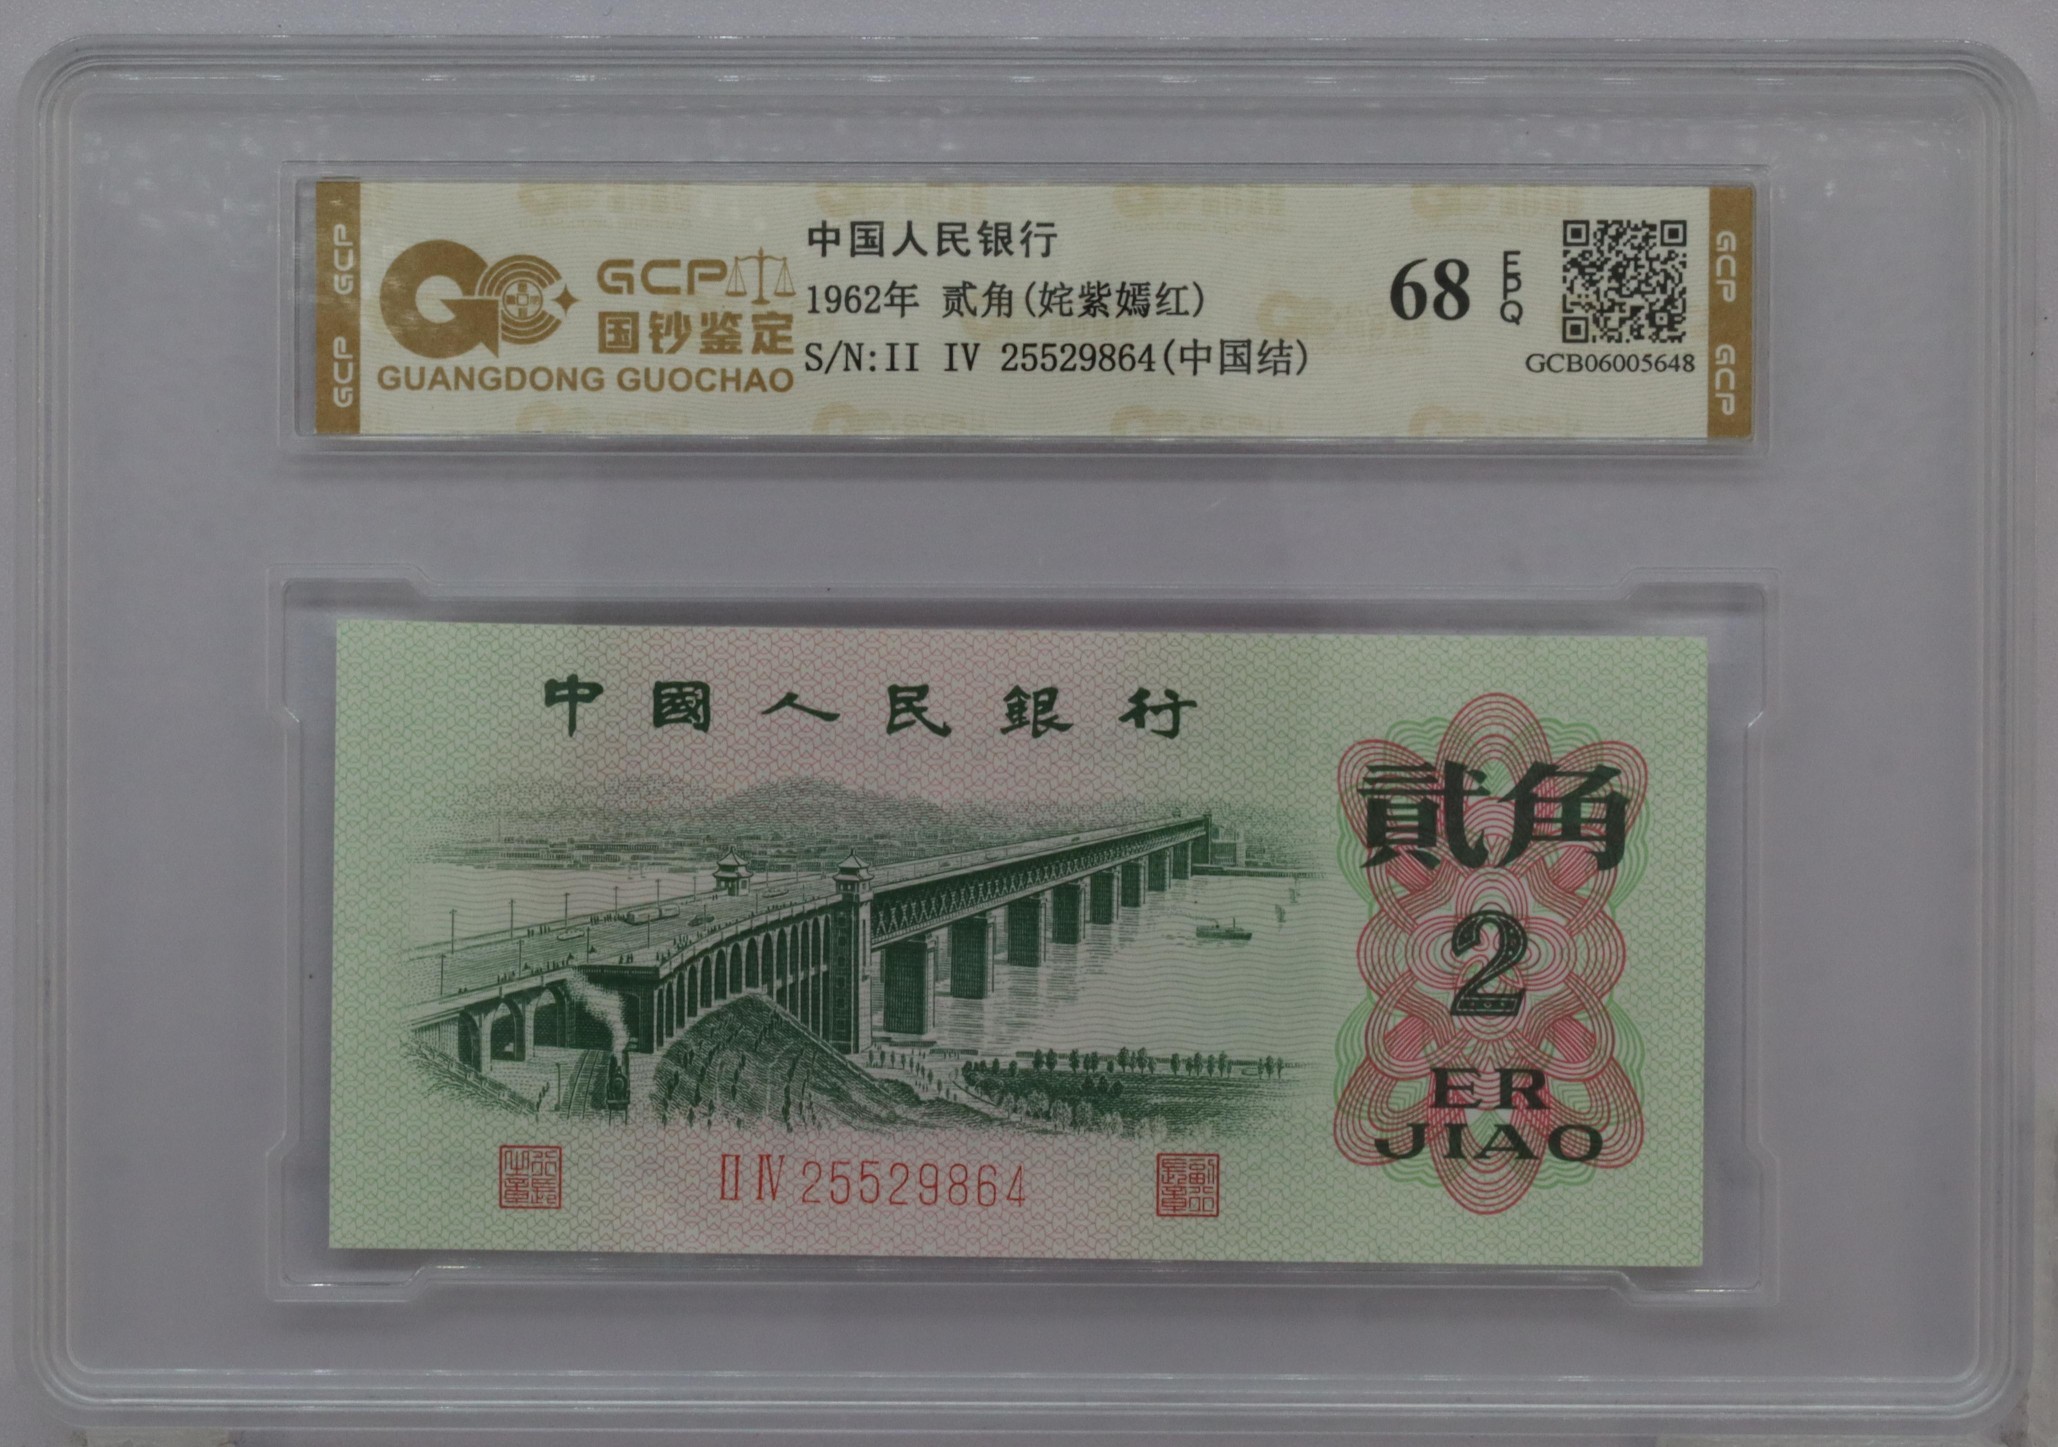 GCP GCP
GCP
国钞鉴定
GUANGDONG GUOCHAO
中国人民银行
1962年 贰角(姹紫嫣红)
S/N:II IV 25529864(中国结)
68 EPQ
GCB06005648
GCP GCP
中國人民銀行
貳角
2
ER
JIAO
II IV 25529864